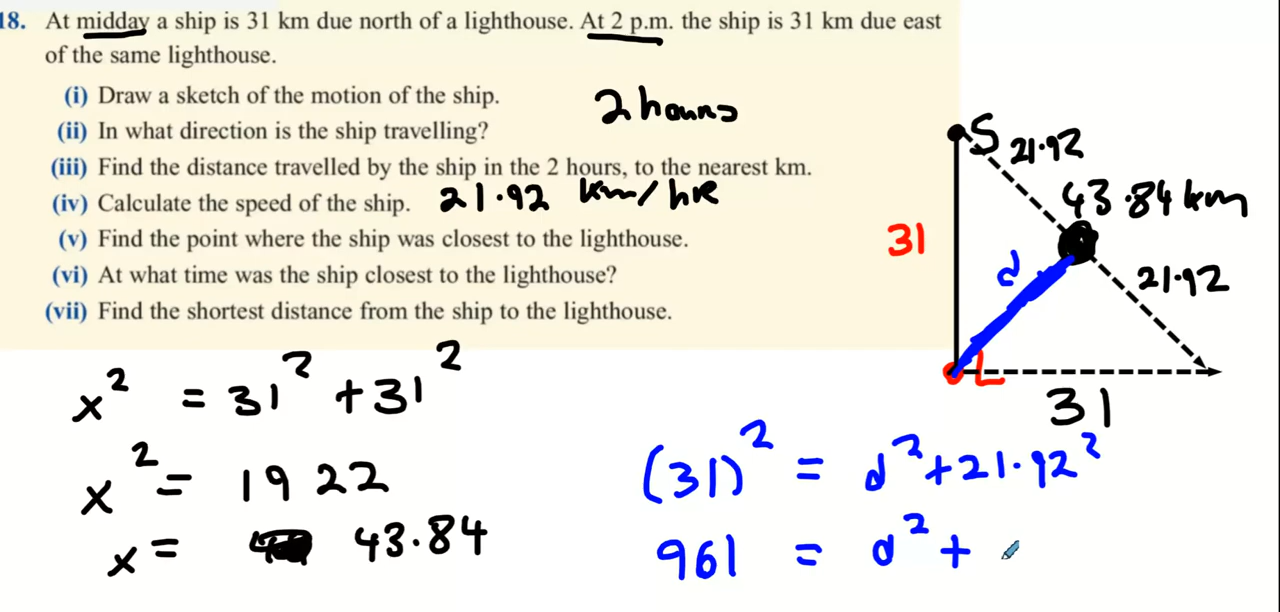 18. At midday a ship is 31 km due north of a lighthouse. At 2 p.m. the ship is 31 km due east
of the same lighthouse.
(i) Draw a sketch of the motion of the ship.
2 hours
(ii) In what direction is the ship travelling?
(iii) Find the distance travelled by the ship in the 2 hours, to the nearest km.
(iv) Calculate the speed of the ship. 21.92 km/hr
(v) Find the point where the ship was closest to the lighthouse.
(vi) At what time was the ship closest to the lighthouse?
(vii) Find the shortest distance from the ship to the lighthouse.
S
21.92
43.84 km
31
d
21.92
L
31
x² = 31² + 31²
x² = 1922
x = 43.84
(31)² = d² + 21.92²
961 = d² +